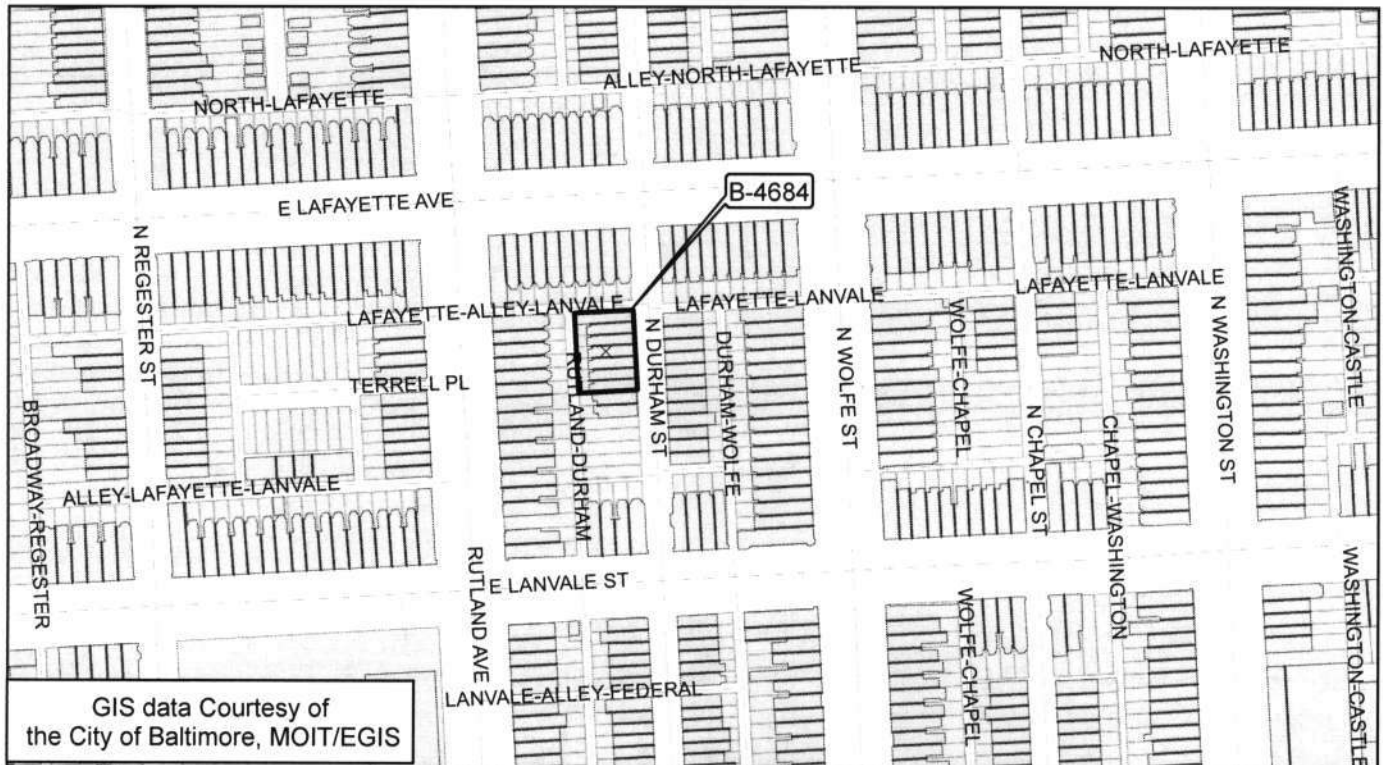 NORTH-LAFAYETTE
ALLEY-NORTH-LAFAYETTE
NORTH-LAFAYETTE
E LAFAYETTE AVE
B-4684
N REGESTER ST
LAFAYETTE-ALLEY-LANVALE
LAFAYETTE-LANVALE
LAFAYETTE-LANVALE
WASHINGTON-CASTLE
TERRELL PL
RUTLAND-DURHAM
N DURHAM ST
DURHAM-WOLFE
N WOLFE ST
WOLFE-CHAPEL
N WASHINGTON ST
BROADWAY-REGESTER
ALLEY-LAFAYETTE-LANVALE
N CHAPEL ST
CHAPEL-WASHINGTON
RUTLAND AVE
E LANVALE ST
WOLFE-CHAPEL
WASHINGTON-CASTLE
LANVALE-ALLEY-FEDERAL
GIS data Courtesy of
the City of Baltimore, MOIT/EGIS